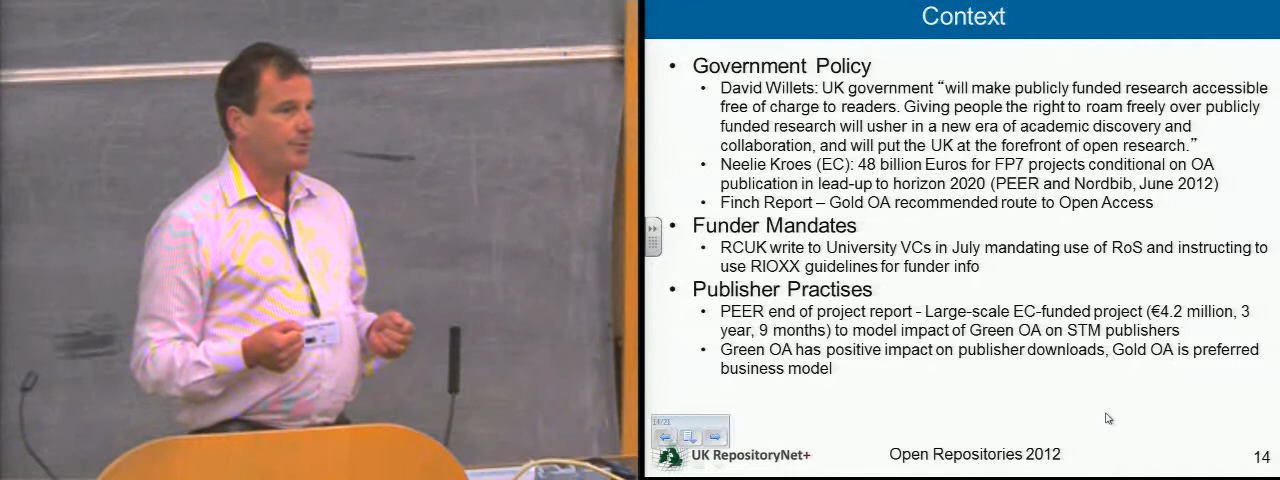 Context
• Government Policy
• David Willets: UK government “will make publicly funded research accessible
free of charge to readers. Giving people the right to roam freely over publicly
funded research will usher in a new era of academic discovery and
collaboration, and will put the UK at the forefront of open research.”
• Neelie Kroes (EC): 48 billion Euros for FP7 projects conditional on OA
publication in lead-up to horizon 2020 (PEER and Nordbib, June 2012)
• Finch Report – Gold OA recommended route to Open Access
• Funder Mandates
• RCUK write to University VCs in July mandating use of RoS and instructing to
use RIOXX guidelines for funder info
• Publisher Practises
• PEER end of project report - Large-scale EC-funded project (€4.2 million, 3
year, 9 months) to model impact of Green OA on STM publishers
• Green OA has positive impact on publisher downloads, Gold OA is preferred
business model
14/21
UK RepositoryNet+
Open Repositories 2012
14